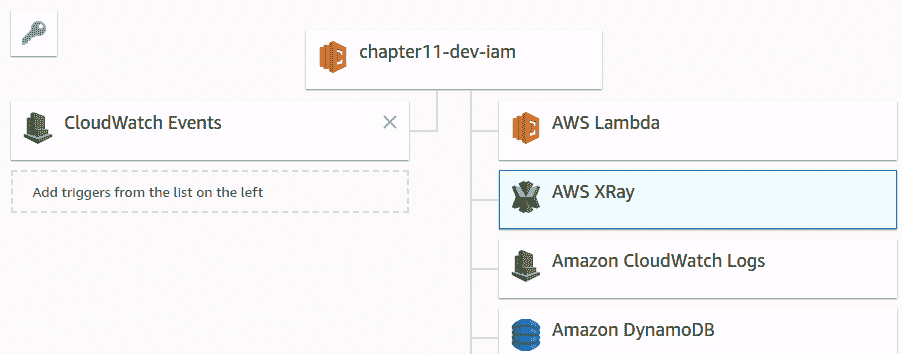 chapter11-dev-iam
CloudWatch Events
Add triggers from the list on the left
AWS Lambda
AWS XRay
Amazon CloudWatch Logs
Amazon DynamoDB